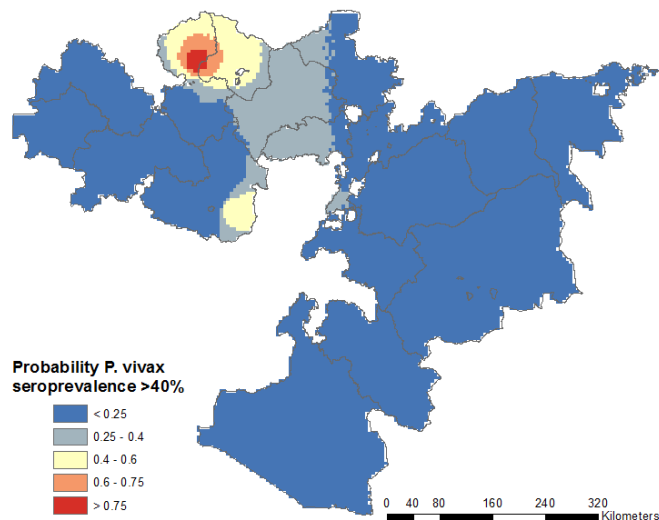 Probability P. vivax
seroprevalence >40%
< 0.25
0.25 - 0.4
0.4 - 0.6
0.6 - 0.75
> 0.75
0 40 80 160 240 320
Kilometers